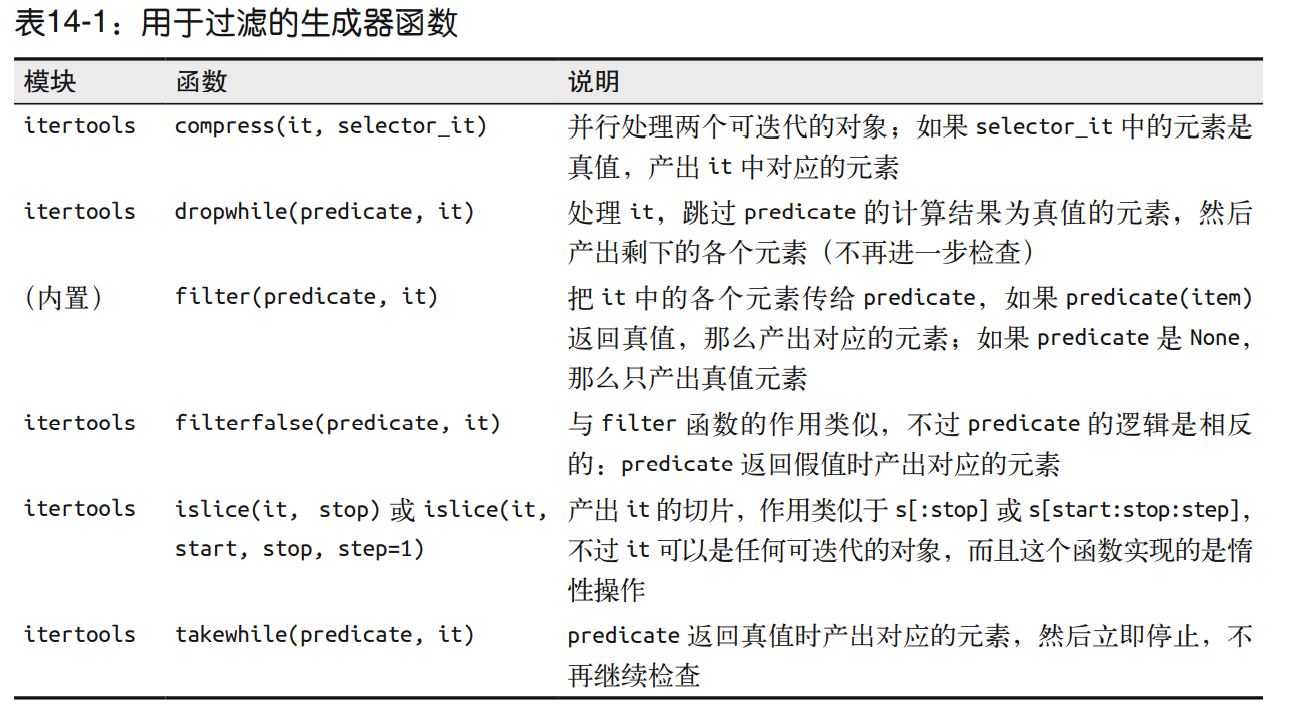 表14-1：用于过滤的生成器函数
模块 函数 说明
itertools compress(it, selector_it) 并行处理两个可迭代的对象；如果 selector_it 中的元素是
真值，产出 it 中对应的元素
itertools dropwhile(predicate, it) 处理 it，跳过 predicate 的计算结果为真值的元素，然后
产出剩下的各个元素（不再进一步检查）
（内置） filter(predicate, it) 把 it 中的各个元素传给 predicate，如果 predicate(item)
返回真值，那么产出对应的元素；如果 predicate 是 None，
那么只产出真值元素
itertools filterfalse(predicate, it) 与 filter 函数的作用类似，不过 predicate 的逻辑是相反
的：predicate 返回假值时产出对应的元素
itertools islice(it, stop) 或 islice(it, 产出 it 的切片，作用类似于 s[:stop] 或 s[start:stop:step]，
start, stop, step=1) 不过 it 可以是任何可迭代的对象，而且这个函数实现的是惰
性操作
itertools takewhile(predicate, it) predicate 返回真值时产出对应的元素，然后立即停止，不
再继续检查